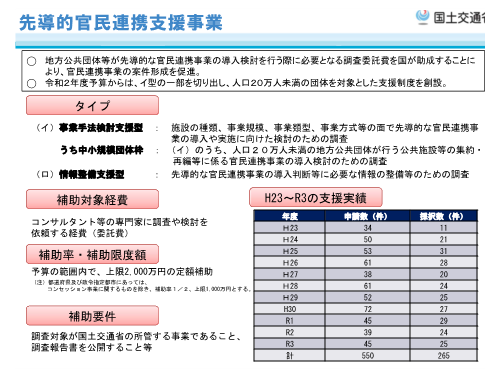 先導的官民連携支援事業
国土交通省
○ 地方公共団体等が先導的な官民連携事業の導入検討を行う際に必要となる調査委託費を国が助成することに
より、官民連携事業の案件形成を促進。
○ 令和2年度予算からは、イ型の一部を切り出し、人口20万人未満の団体を対象とした支援制度を創設。
タイプ
(イ)事業手法検討支援型 : 施設の種類、事業規模、事業類型、事業方式等の面で先導的な官民連携事
業の導入や実施に向けた検討のための調査
うち中小規模団体枠 : (イ)のうち、人口20万人未満の地方公共団体が行う公共施設等の集約・
再編等に係る官民連携事業の導入検討のための調査
(ロ)情報整備支援型 : 先導的な官民連携事業の導入判断等に必要な情報の整備等のための調査
補助対象経費
コンサルタント等の専門家に調査や検討を
依頼する経費(委託費)
補助率・補助限度額
予算の範囲内で、上限2,000万円の定額補助
(注)都道府県及び政令指定都市にあっては、
コンセッション事業に関するものを除き、補助率1/2、上限1,000万円とする。
補助要件
調査対象が国土交通省の所管する事業であること、
調査報告書を公開すること等
H23～R3の支援実績
年度 申請数(件) 採択数(件)
H23 34 11
H24 50 21
H25 53 31
H26 61 28
H27 38 20
H28 61 24
H29 52 25
H30 72 27
R1 45 29
R2 39 24
R3 45 25
計 550 265